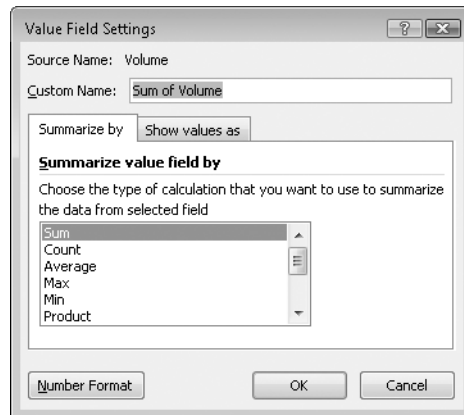 Value Field Settings
Source Name: Volume
Custom Name: Sum of Volume
Summarize by Show values as
Summarize value field by
Choose the type of calculation that you want to use to summarize
the data from selected field
Sum
Count
Average
Max
Min
Product
Number Format OK Cancel